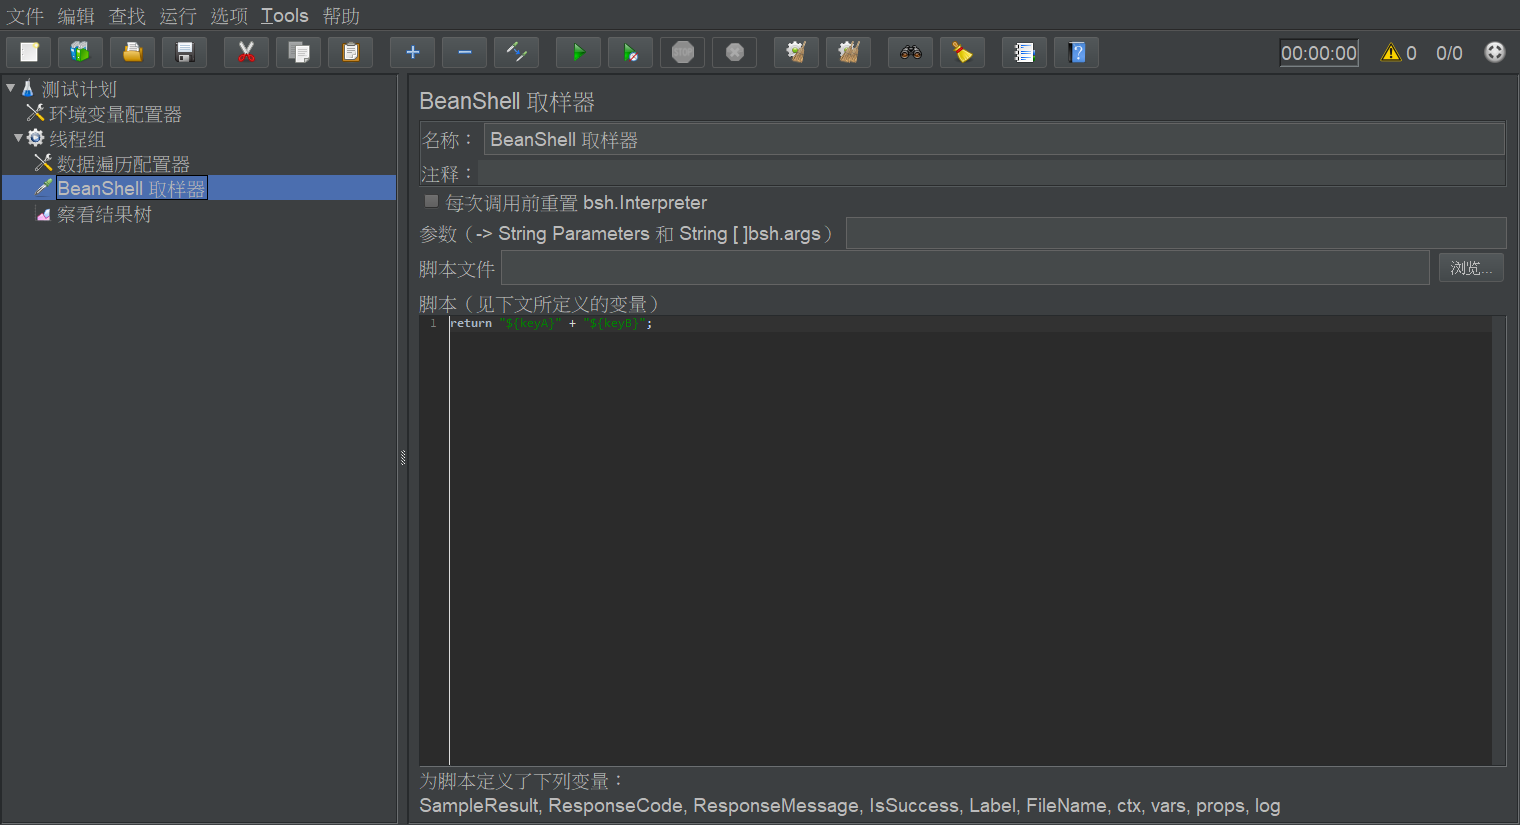 文件 编辑 查找 运行 选项 Tools 帮助
STOP 00:00:00 0 0/0
测试计划
环境变量配置器
线程组
数据遍历配置器
BeanShell 取样器
察看结果树
BeanShell 取样器
名称： BeanShell 取样器
注释：
每次调用前重置 bsh.Interpreter
参数（-> String Parameters 和 String [ ]bsh.args）
脚本文件 浏览...
脚本（见下文所定义的变量）
1 return "${keyA}" + "${keyB}";
为脚本定义了下列变量：
SampleResult, ResponseCode, ResponseMessage, IsSuccess, Label, FileName, ctx, vars, props, log